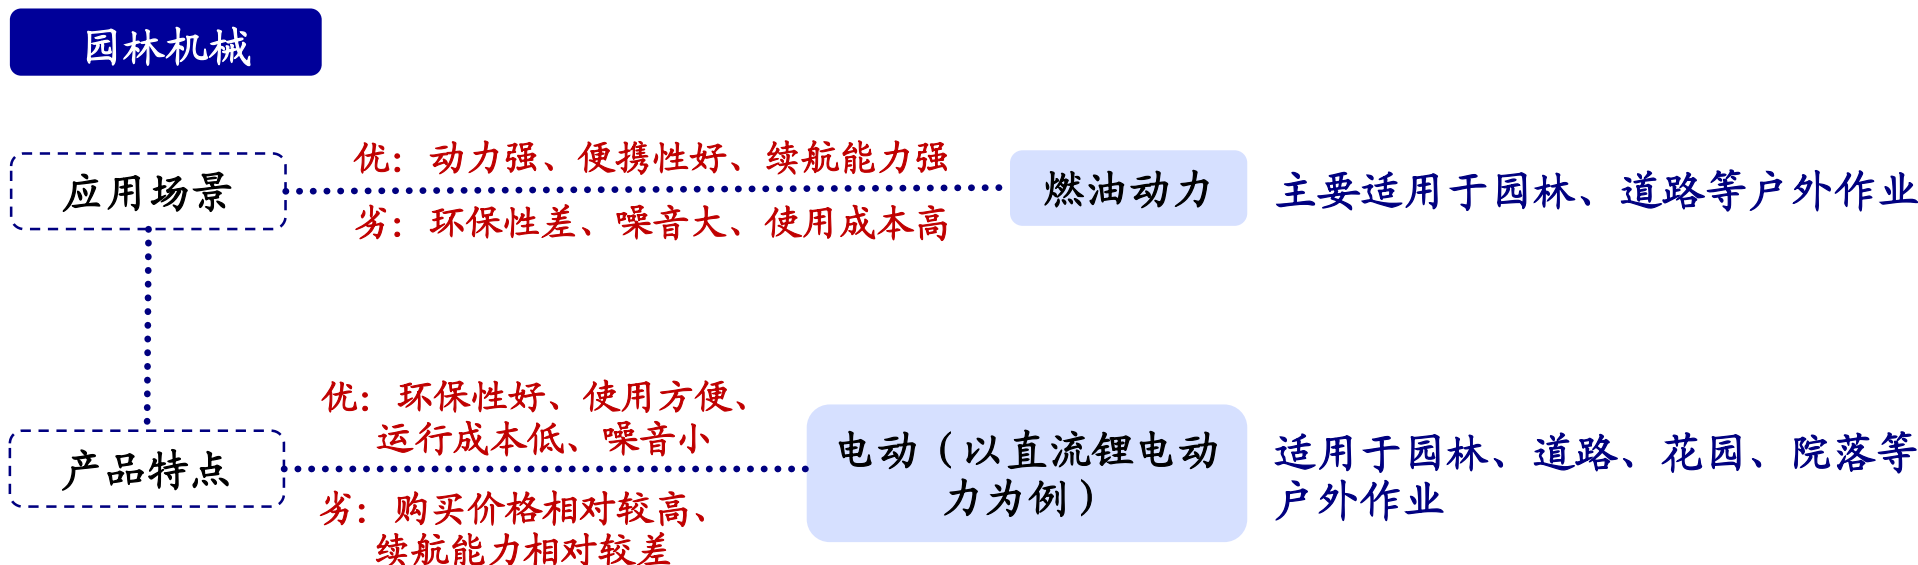 园林机械
优：动力强、便携性好、续航能力强
应用场景
燃油动力
主要适用于园林、道路等户外作业
劣：环保性差、噪音大、使用成本高
优：环保性好、使用方便、
运行成本低、噪音小
产品特点
电动（以直流锂电动
力为例）
适用于园林、道路、花园、院落等
户外作业
劣：购买价格相对较高、
续航能力相对较差